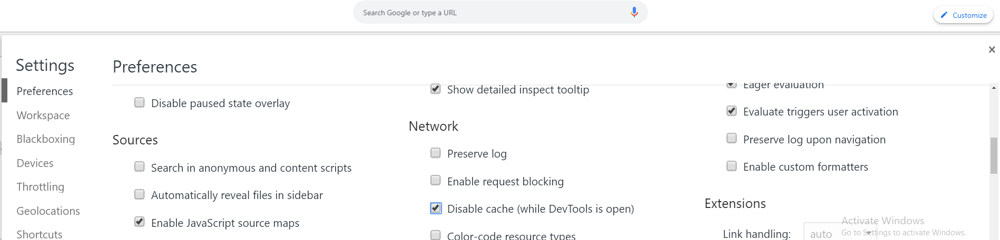 Search Google or type a URL
Customize
Settings
Preferences
Workspace
Blackboxing
Devices
Throttling
Geolocations
Shortcuts
Preferences
Disable paused state overlay
Sources
Search in anonymous and content scripts
Automatically reveal files in sidebar
Enable JavaScript source maps
Show detailed inspect tooltip
Network
Preserve log
Enable request blocking
Disable cache (while DevTools is open)
Color-code resource types
Eager evaluation
Evaluate triggers user activation
Preserve log upon navigation
Enable custom formatters
Extensions
Link handling: auto
Activate Windows
Go to Settings to activate Windows.